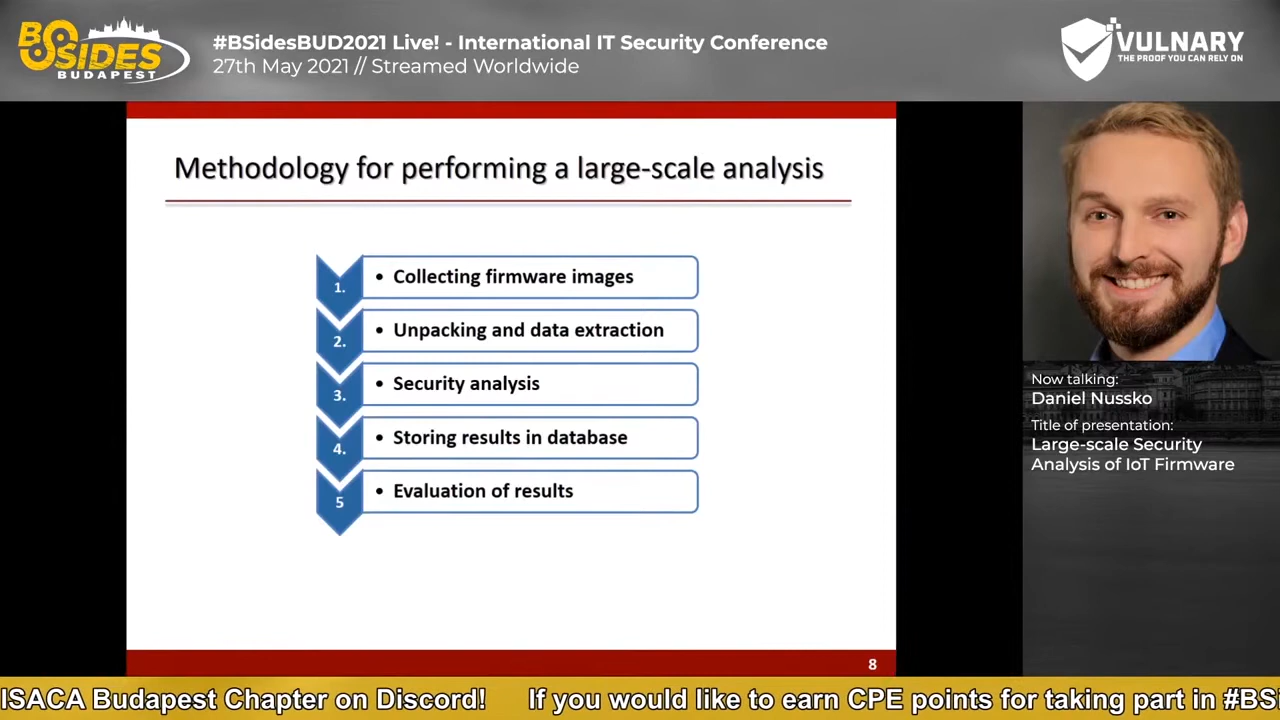 BSIDES
BUDAPEST
#BSidesBUD2021 Live! - International IT Security Conference
27th May 2021 // Streamed Worldwide
VULNARY
THE PROOF YOU CAN RELY ON
Methodology for performing a large-scale analysis
1.
• Collecting firmware images
2.
• Unpacking and data extraction
3.
• Security analysis
4.
• Storing results in database
5
• Evaluation of results
8
Now talking:
Daniel Nussko
Title of presentation:
Large-scale Security
Analysis of IoT Firmware
ISACA Budapest Chapter on Discord! If you would like to earn CPE points for taking part in #BSi